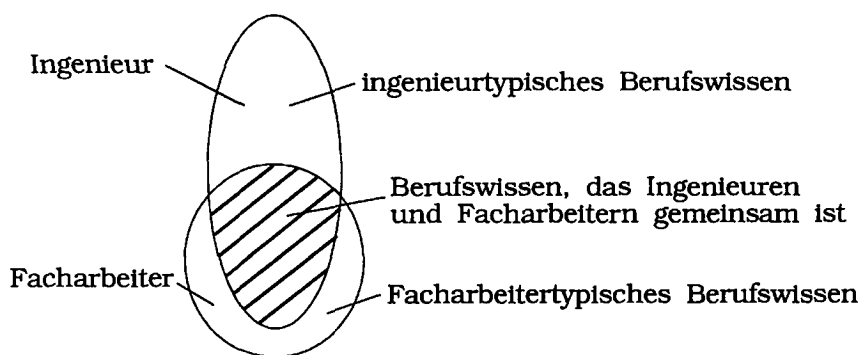 Ingenieur
ingenieurtypisches Berufswissen
Berufswissen, das Ingenieuren
und Facharbeitern gemeinsam ist
Facharbeiter
Facharbeitertypisches Berufswissen